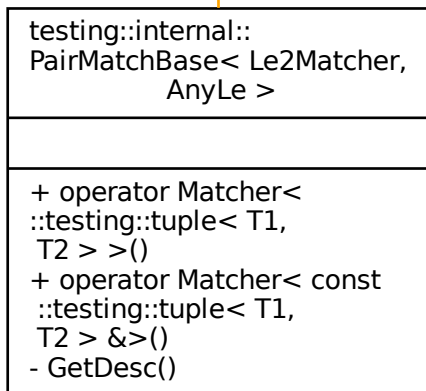 testing::internal::
PairMatchBase< Le2Matcher,
AnyLe >
+ operator Matcher<
::testing::tuple< T1,
T2 > >()
+ operator Matcher< const
::testing::tuple< T1,
T2 > &>()
- GetDesc()